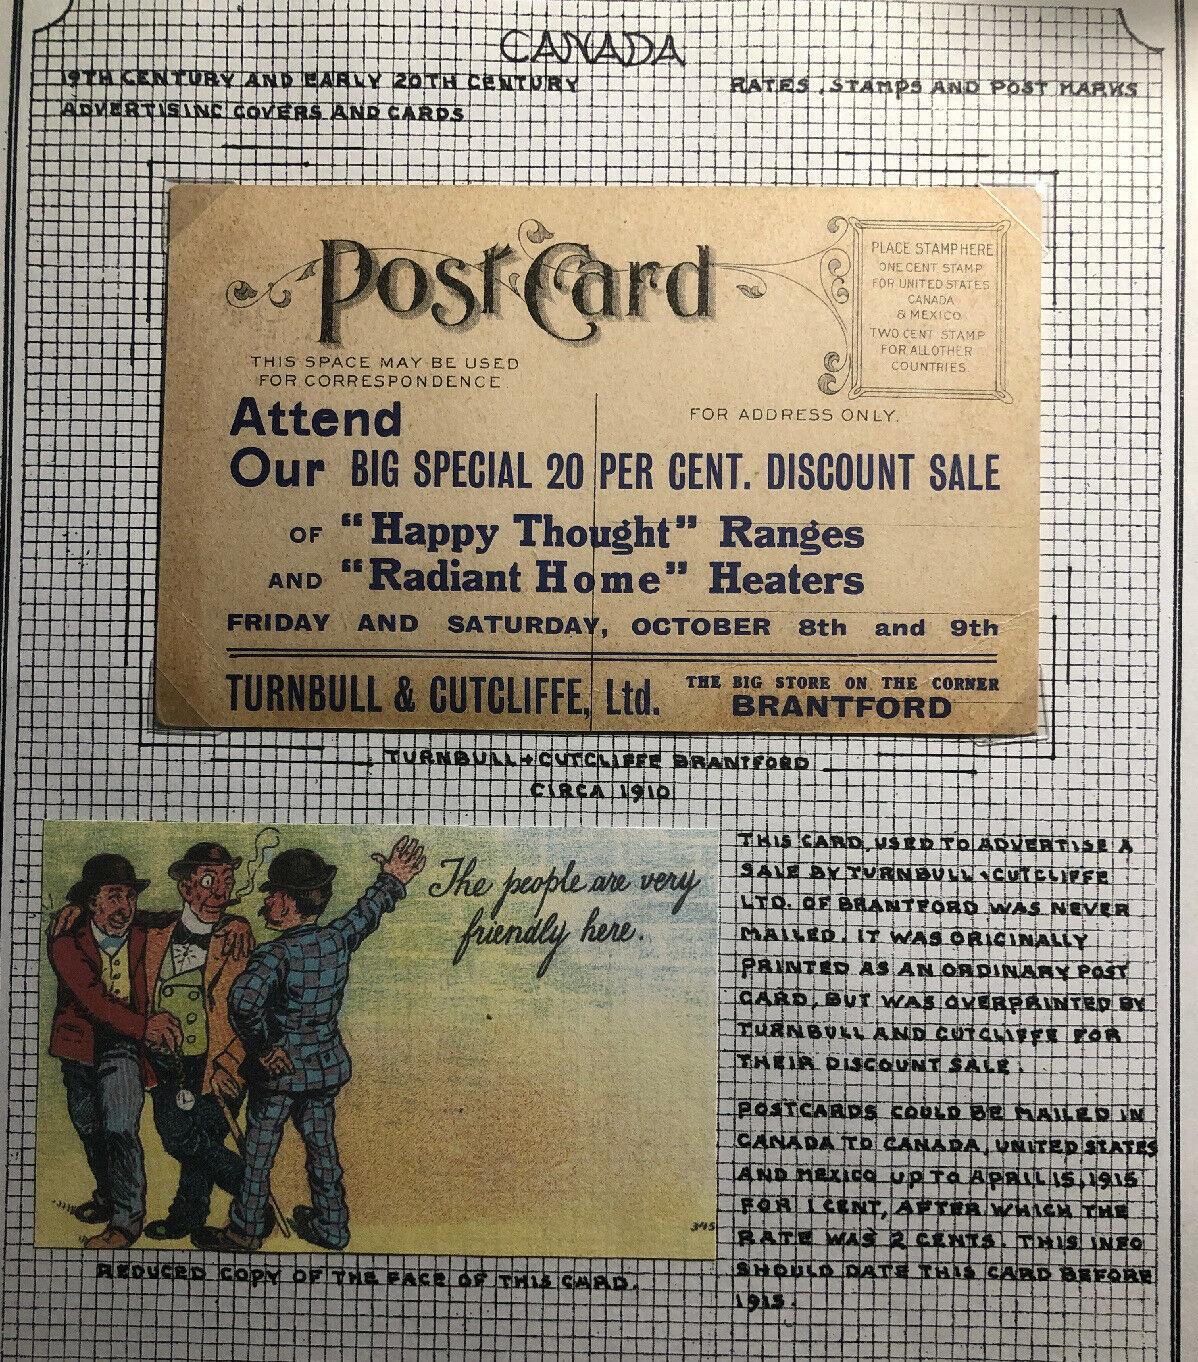 CANADA
19TH CENTURY AND EARLY 20TH CENTURY
ADVERTISING COVERS AND CARDS
RATES, STAMPS AND POST MARKS
Post Card
PLACE STAMP HERE
ONE CENT STAMP
FOR UNITED STATES
CANADA
& MEXICO
TWO CENT STAMP
FOR ALL OTHER
COUNTRIES.
THIS SPACE MAY BE USED
FOR CORRESPONDENCE.
FOR ADDRESS ONLY.
Attend
Our BIG SPECIAL 20 PER CENT. DISCOUNT SALE
OF "Happy Thought" Ranges
AND "Radiant Home" Heaters
FRIDAY AND SATURDAY, OCTOBER 8th and 9th
TURNBULL & CUTCLIFFE, Ltd.
THE BIG STORE ON THE CORNER
BRANTFORD
TURNBULL + CUTCLIFFE BRANTFORD
CIRCA 1910
The people are very
friendly here.
395
REDUCED COPY OF THE FACE OF THIS CARD.
THIS CARD, USED TO ADVERTISE A
SALE BY TURNBULL + CUTCLIFFE
LTD. OF BRANTFORD WAS NEVER
MAILED. IT WAS ORIGINALLY
PRINTED AS AN ORDINARY POST
CARD, BUT WAS OVERPRINTED BY
TURNBULL AND CUTCLIFFE FOR
THEIR DISCOUNT SALE.
POSTCARDS COULD BE MAILED IN
CANADA TO CANADA, UNITED STATES
AND MEXICO UP TO APRIL 15, 1915
FOR 1 CENT, AFTER WHICH THE
RATE WAS 2 CENTS. THIS INFO
SHOULD DATE THIS CARD BEFORE
1915.